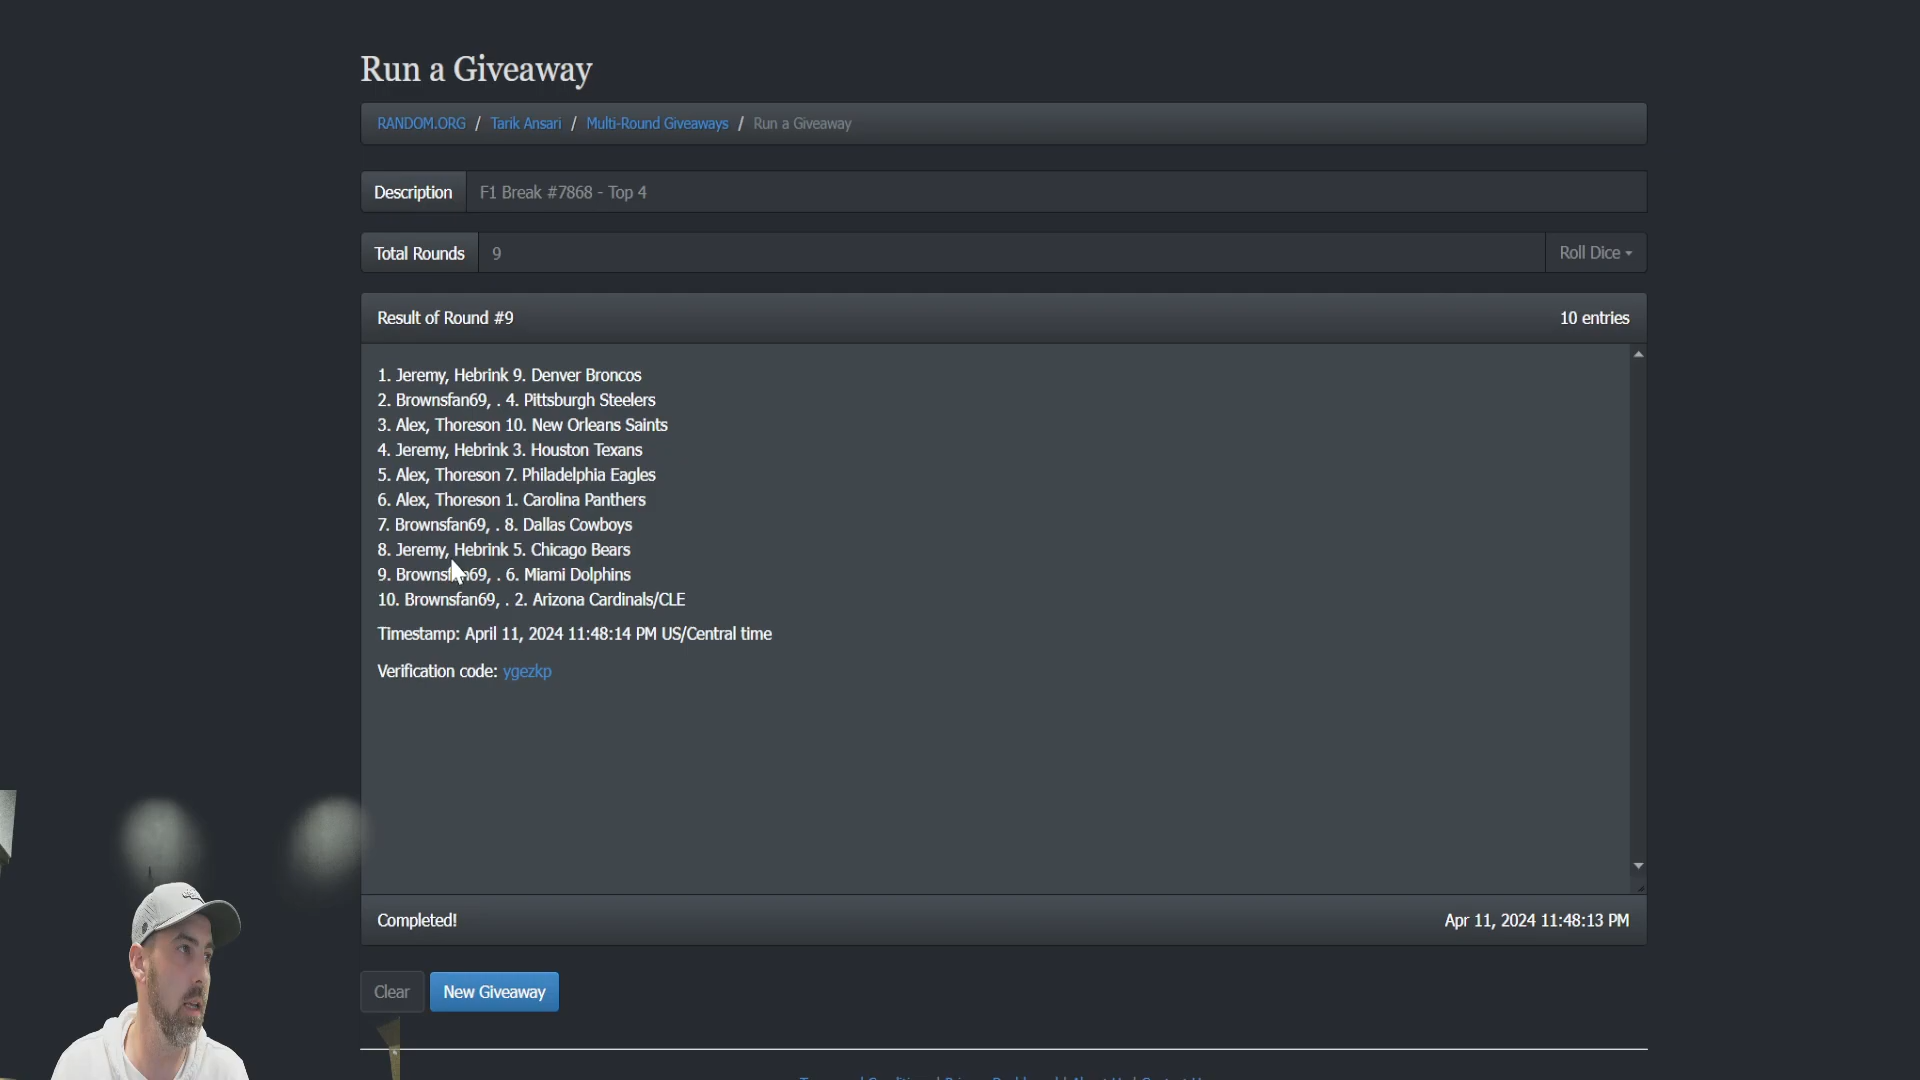 Run a Giveaway
RANDOM.ORG / Tarik Ansari / Multi-Round Giveaways / Run a Giveaway
Description F1 Break #7868 - Top 4
Total Rounds 9 Roll Dice
Result of Round #9 10 entries
1. Jeremy, Hebrink 9. Denver Broncos
2. Brownsfan69, . 4. Pittsburgh Steelers
3. Alex, Thoreson 10. New Orleans Saints
4. Jeremy, Hebrink 3. Houston Texans
5. Alex, Thoreson 7. Philadelphia Eagles
6. Alex, Thoreson 1. Carolina Panthers
7. Brownsfan69, . 8. Dallas Cowboys
8. Jeremy, Hebrink 5. Chicago Bears
9. Brownsfan69, . 6. Miami Dolphins
10. Brownsfan69, . 2. Arizona Cardinals/CLE
Timestamp: April 11, 2024 11:48:14 PM US/Central time
Verification code: ygezkp
Completed! Apr 11, 2024 11:48:13 PM
Clear New Giveaway